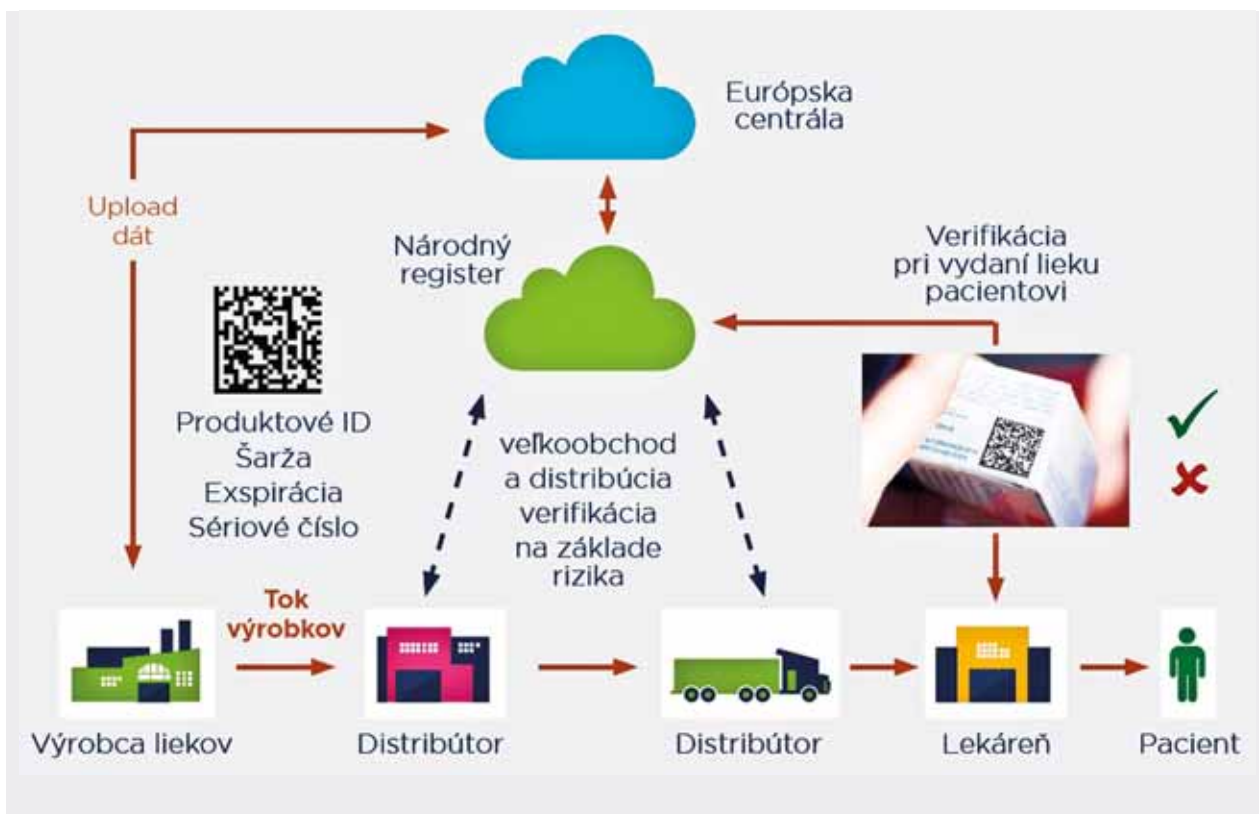 Európska
centrála
Upload
dát
Národný
register
Verifikácia
pri vydaní lieku
pacientovi
Produktové ID
Šarža
Exspirácia
Sériové číslo
veľkoobchod
a distribúcia
verifikácia
na základe
rizika
Tok
výrobkov
Výrobca liekov
Distribútor
Distribútor
Lekáreň
Pacient